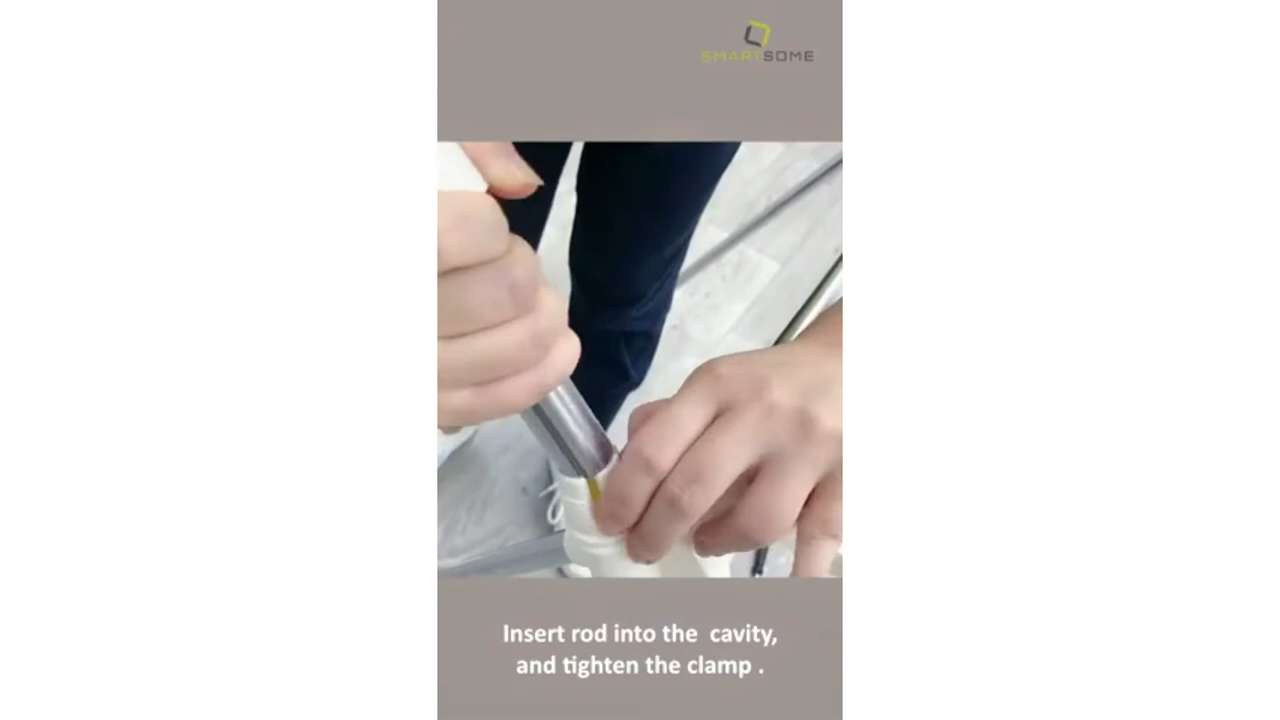 SMARTSOME
Insert rod into the cavity,
and tighten the clamp .